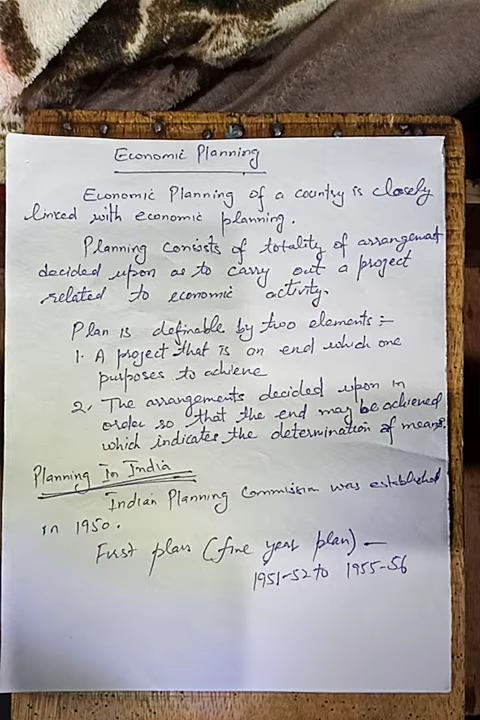 Economic Planning
Economic Planning of a country is closely
linced with economic planning.
Planning consists of totality of arrangemat
decided upon as to carry out a project
related to economic activity.
Plan is definable by two elements :-
1. A project that is an end which one
purposes to achieve
2. The arrangements decided upon in
order so that the end may be achieved
which indicates the determination of means.
Planning In India
Indian Planning Commission was established
in 1950.
First plan (five year plan) —
1951-52 to 1955-56